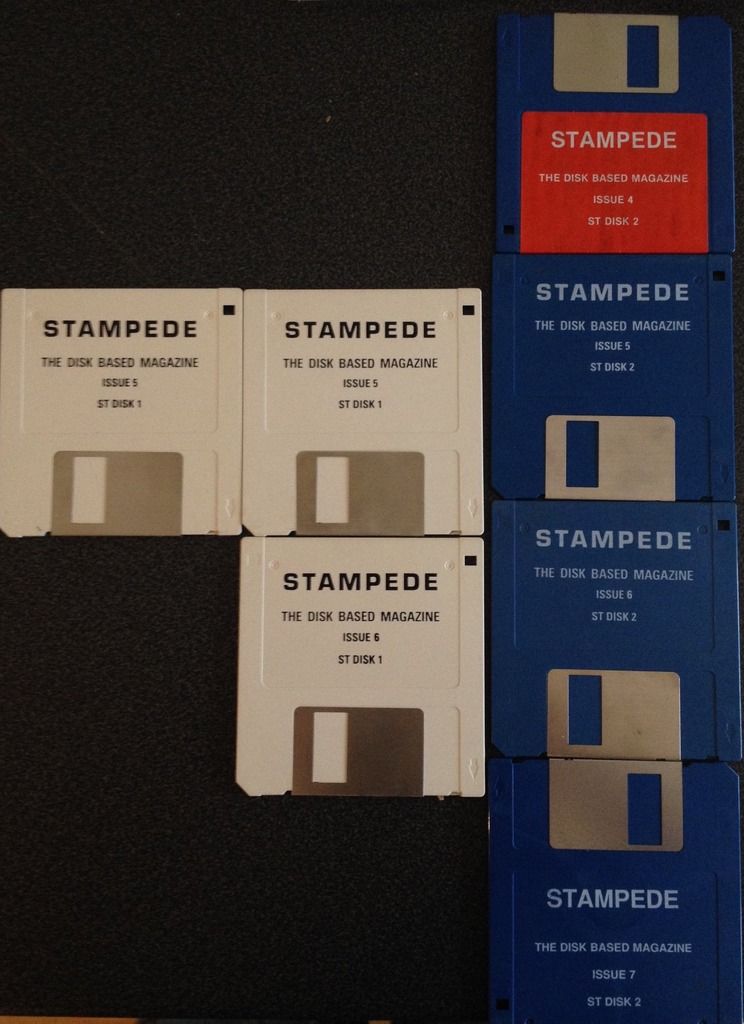 STAMPEDE
THE DISK BASED MAGAZINE
ISSUE 4
ST DISK 2
STAMPEDE
THE DISK BASED MAGAZINE
ISSUE 5
ST DISK 1
STAMPEDE
THE DISK BASED MAGAZINE
ISSUE 5
ST DISK 1
STAMPEDE
THE DISK BASED MAGAZINE
ISSUE 5
ST DISK 2
STAMPEDE
THE DISK BASED MAGAZINE
ISSUE 6
ST DISK 1
STAMPEDE
THE DISK BASED MAGAZINE
ISSUE 6
ST DISK 2
STAMPEDE
THE DISK BASED MAGAZINE
ISSUE 7
ST DISK 2